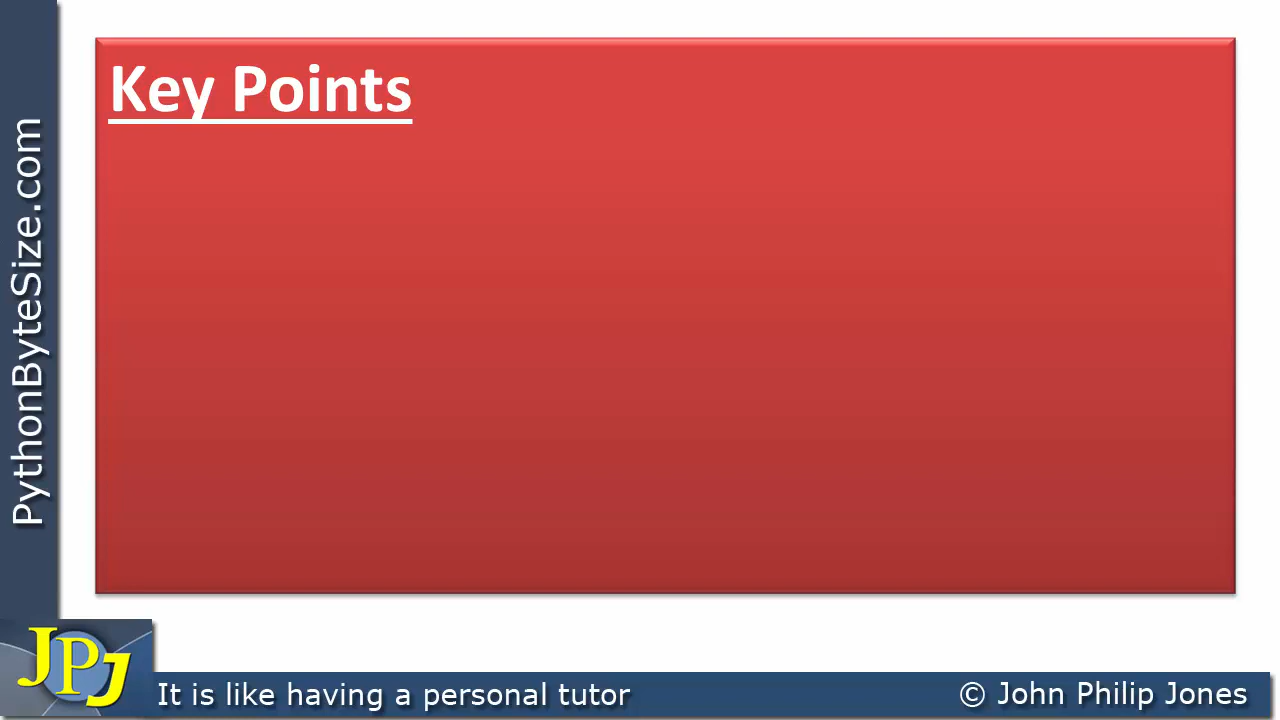 Key Points
PythonByteSize.com
JPJ
It is like having a personal tutor
© John Philip Jones